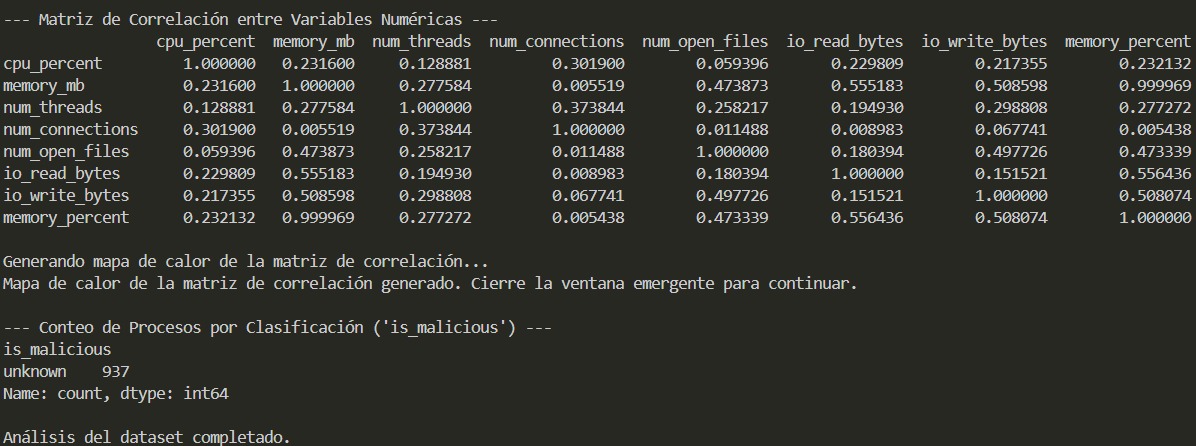 --- Matriz de Correlación entre Variables Numéricas ---
cpu_percent memory_mb num_threads num_connections num_open_files io_read_bytes io_write_bytes memory_percent
cpu_percent 1.000000 0.231600 0.128881 0.301900 0.059396 0.229809 0.217355 0.232132
memory_mb 0.231600 1.000000 0.277584 0.005519 0.473873 0.555183 0.508598 0.999969
num_threads 0.128881 0.277584 1.000000 0.373844 0.258217 0.194930 0.298808 0.277272
num_connections 0.301900 0.005519 0.373844 1.000000 0.011488 0.008983 0.067741 0.005438
num_open_files 0.059396 0.473873 0.258217 0.011488 1.000000 0.180394 0.497726 0.473339
io_read_bytes 0.229809 0.555183 0.194930 0.008983 0.180394 1.000000 0.151521 0.556436
io_write_bytes 0.217355 0.508598 0.298808 0.067741 0.497726 0.151521 1.000000 0.508074
memory_percent 0.232132 0.999969 0.277272 0.005438 0.473339 0.556436 0.508074 1.000000
Generando mapa de calor de la matriz de correlación...
Mapa de calor de la matriz de correlación generado. Cierre la ventana emergente para continuar.
--- Conteo de Procesos por Clasificación ('is_malicious') ---
is_malicious
unknown 937
Name: count, dtype: int64
Análisis del dataset completado.